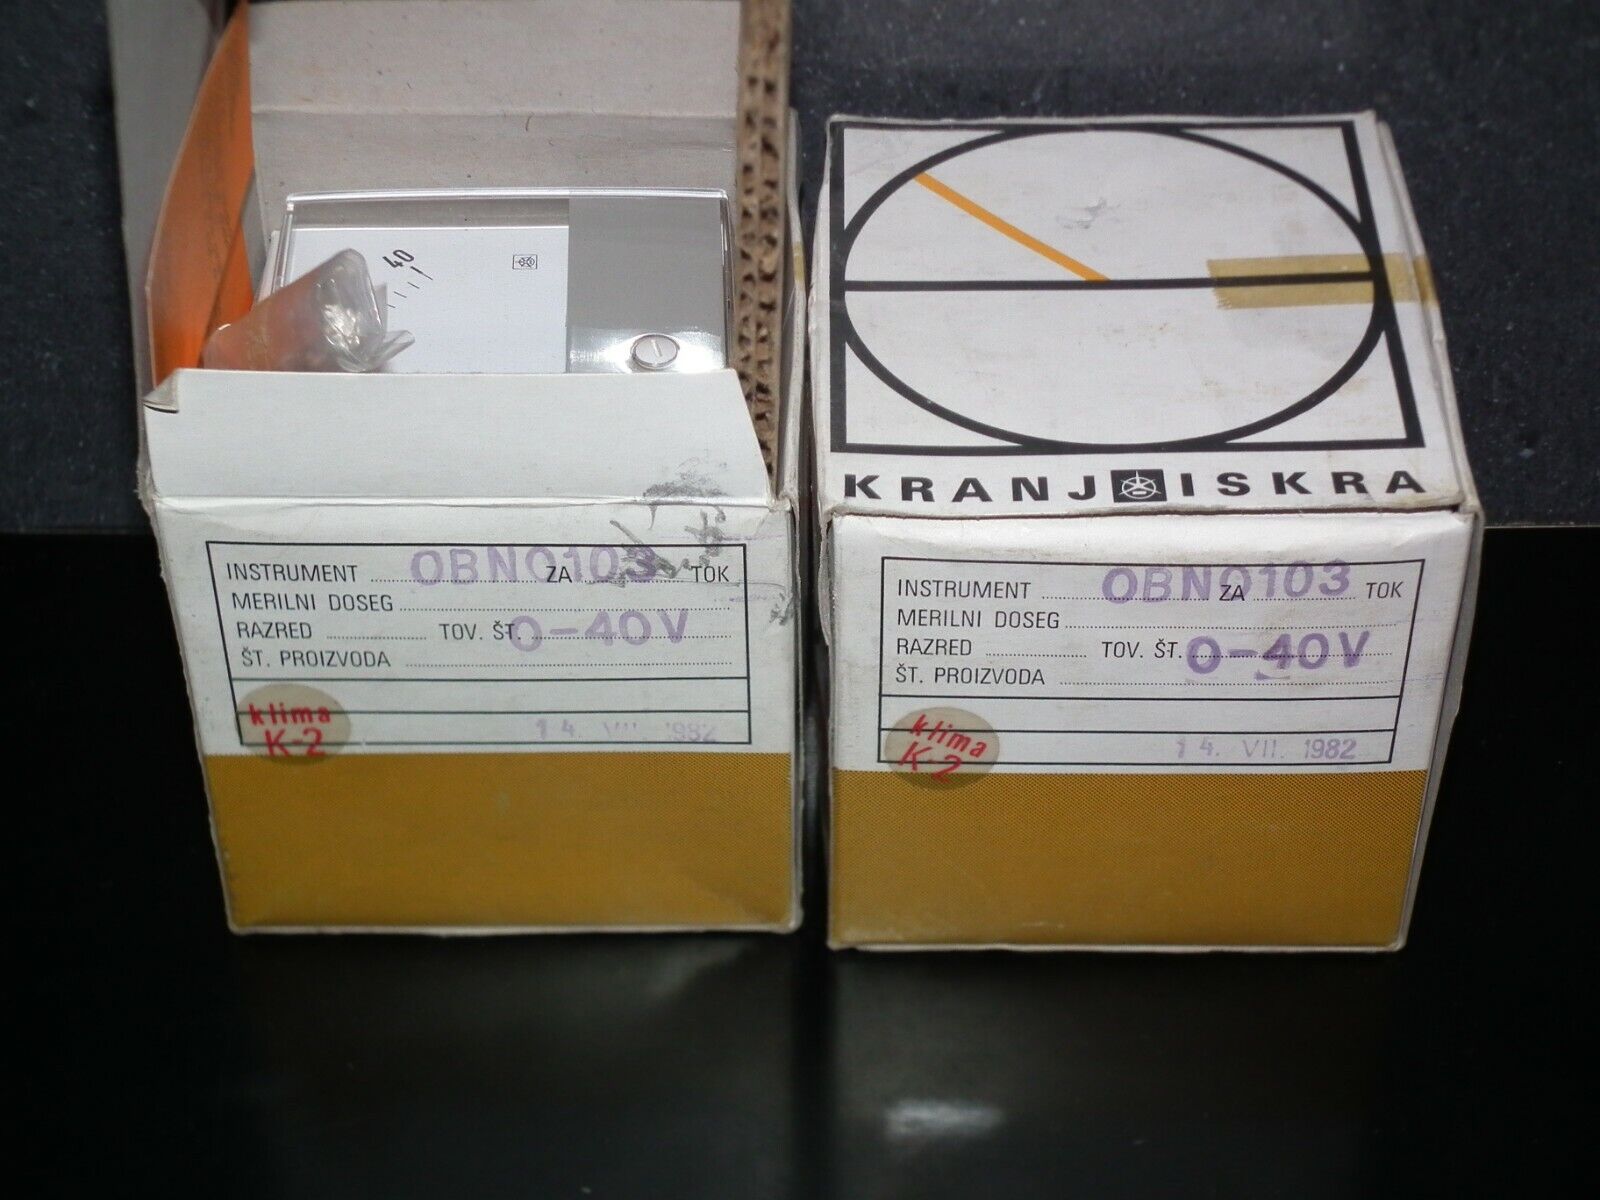 40
INSTRUMENT OBN0103 ZA TOK
MERILNI DOSEG
RAZRED TOV. ŠT. 0-40V
ŠT. PROIZVODA
klima
K-2
14. VII. 1982
KRANJ ISKRA
INSTRUMENT OBN0103 ZA TOK
MERILNI DOSEG
RAZRED TOV. ŠT. 0-40V
ŠT. PROIZVODA
klima
K-2
14. VII. 1982